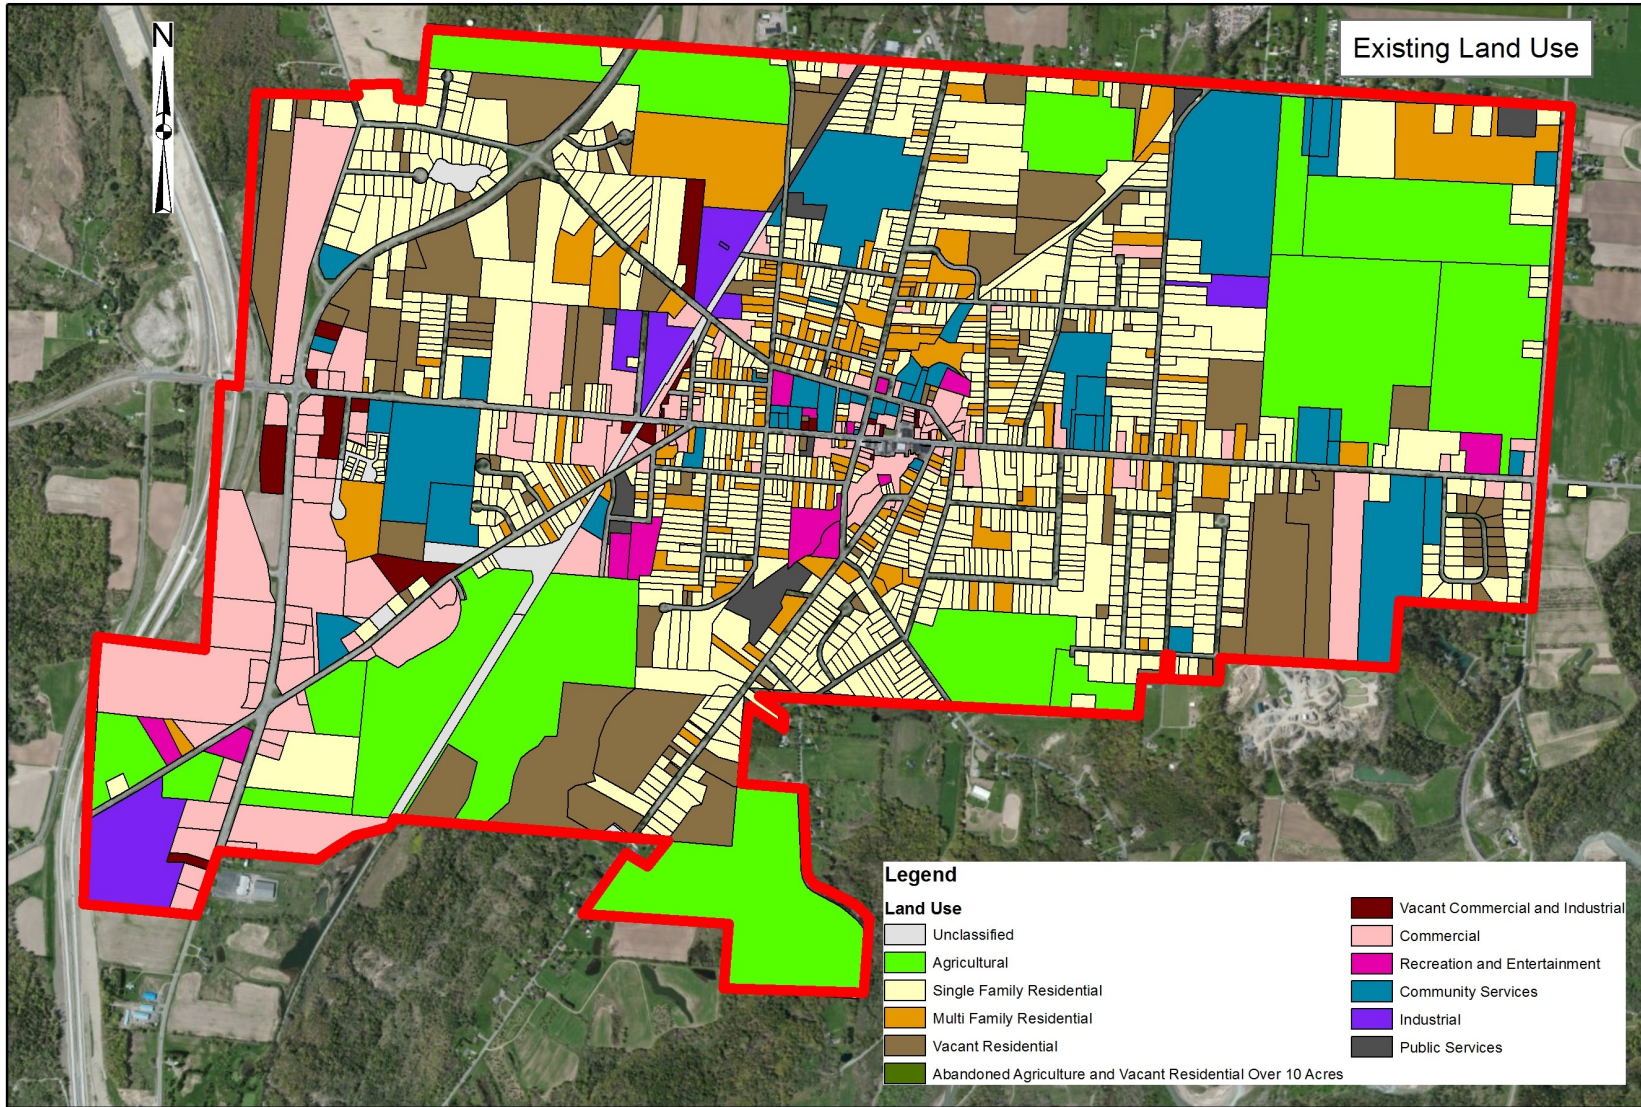 N
Existing Land Use
Legend
Land Use
Unclassified
Agricultural
Single Family Residential
Multi Family Residential
Vacant Residential
Abandoned Agriculture and Vacant Residential Over 10 Acres
Vacant Commercial and Industrial
Commercial
Recreation and Entertainment
Community Services
Industrial
Public Services